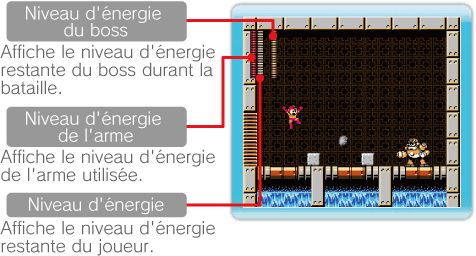 Niveau d'énergie
du boss
Affiche le niveau d'énergie
restante du boss durant la
bataille.
Niveau d'énergie
de l'arme
Affiche le niveau d'énergie
de l'arme utilisée.
Niveau d'énergie
Affiche le niveau d'énergie
restante du joueur.